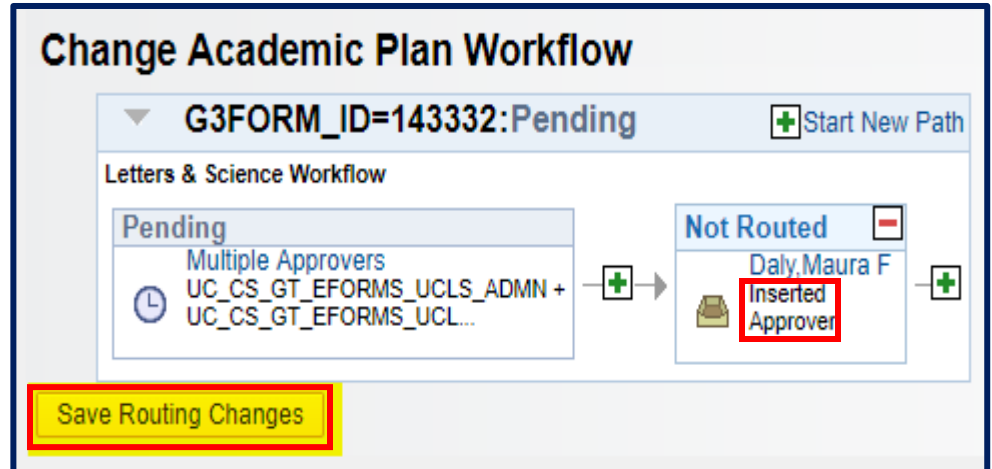 Change Academic Plan Workflow
G3FORM_ID=143332:Pending
Start New Path
Letters & Science Workflow
Pending
Multiple Approvers
UC_CS_GT_EFORMS_UCLS_ADMN +
UC_CS_GT_EFORMS_UCL...
Not Routed
Daly,Maura F
Inserted
Approver
Save Routing Changes